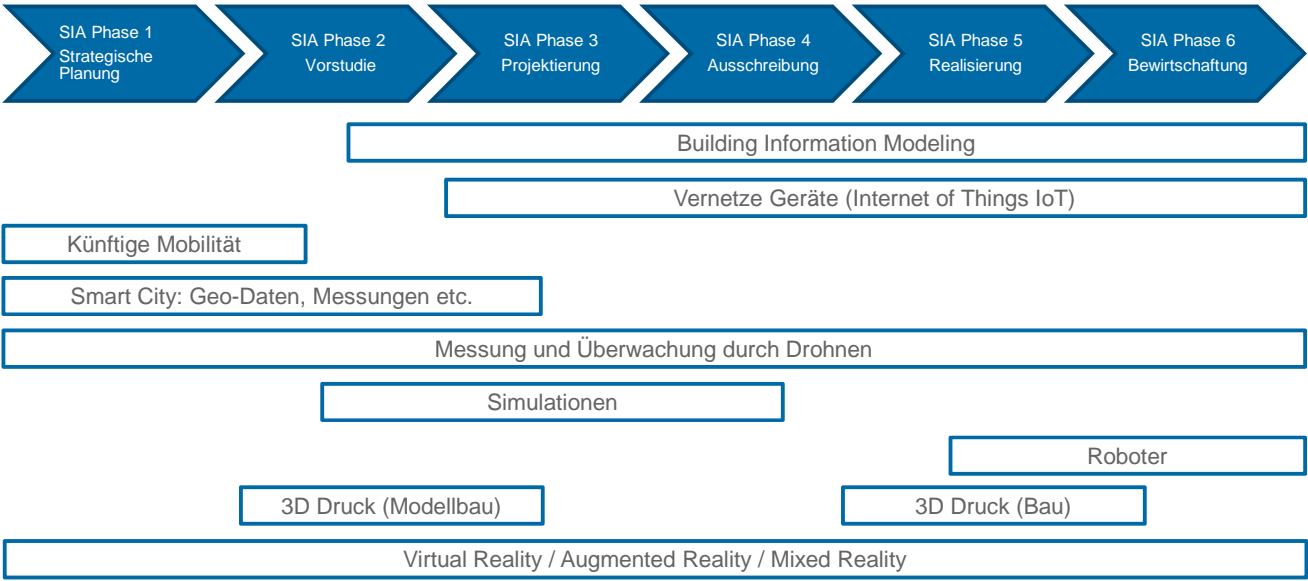 SIA Phase 1
Strategische
Planung
SIA Phase 2
Vorstudie
SIA Phase 3
Projektierung
SIA Phase 4
Ausschreibung
SIA Phase 5
Realisierung
SIA Phase 6
Bewirtschaftung
Building Information Modeling
Vernetze Geräte (Internet of Things IoT)
Künftige Mobilität
Smart City: Geo-Daten, Messungen etc.
Messung und Überwachung durch Drohnen
Simulationen
Roboter
3D Druck (Modellbau)
3D Druck (Bau)
Virtual Reality / Augmented Reality / Mixed Reality